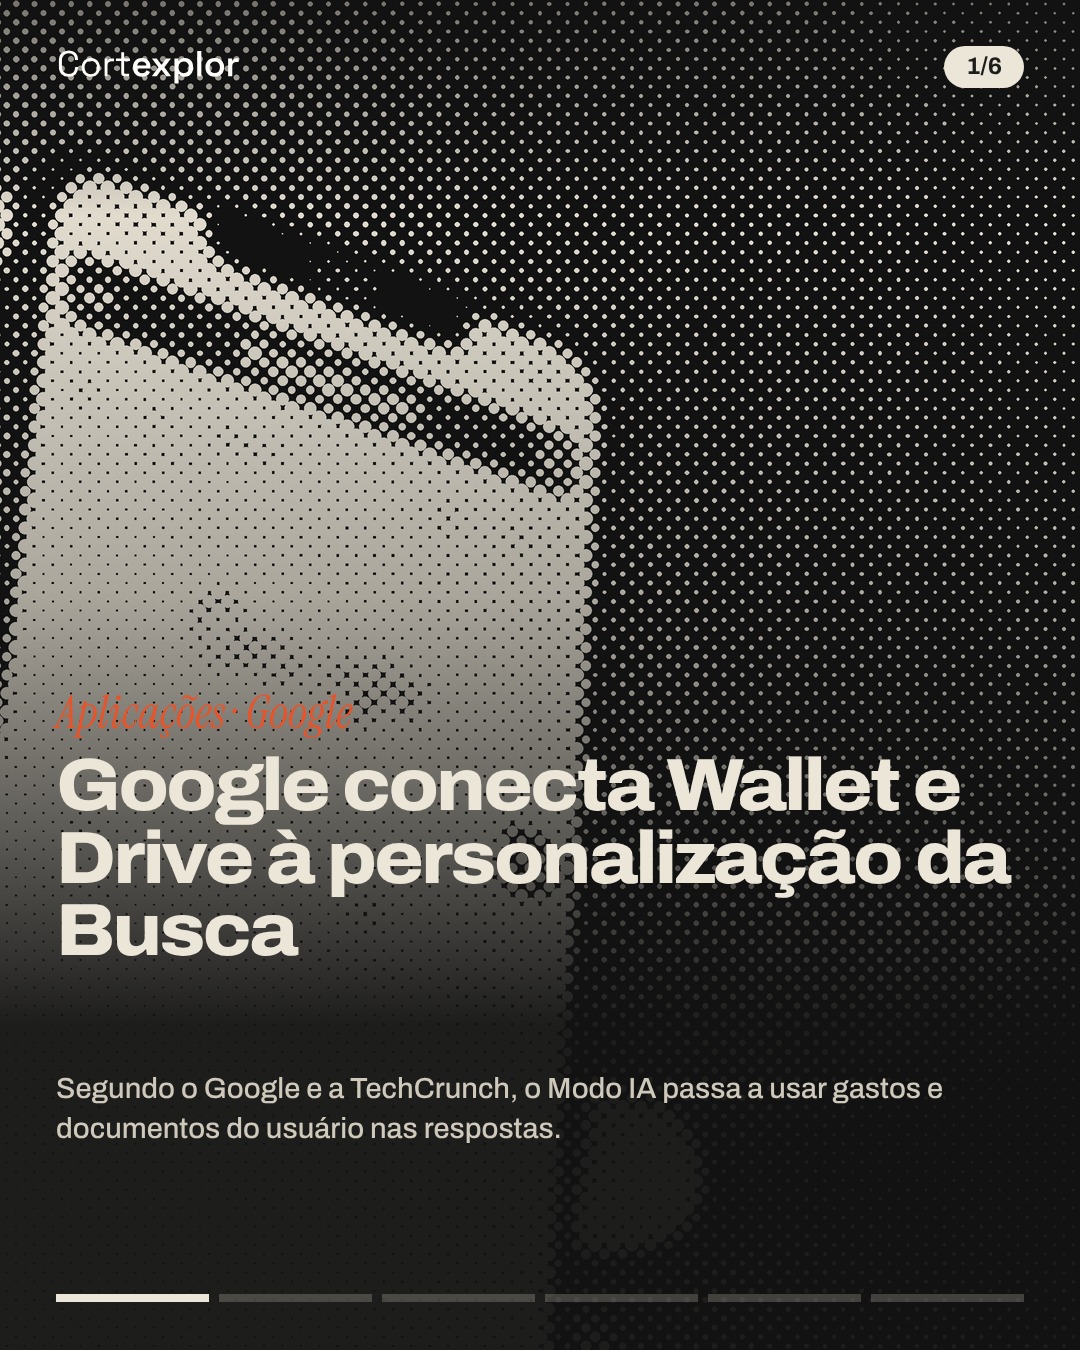 Cortexplor
1/6
Aplicações · Google
Google conecta Wallet e
Drive à personalização da
Busca
Segundo o Google e a TechCrunch, o Modo IA passa a usar gastos e
documentos do usuário nas respostas.